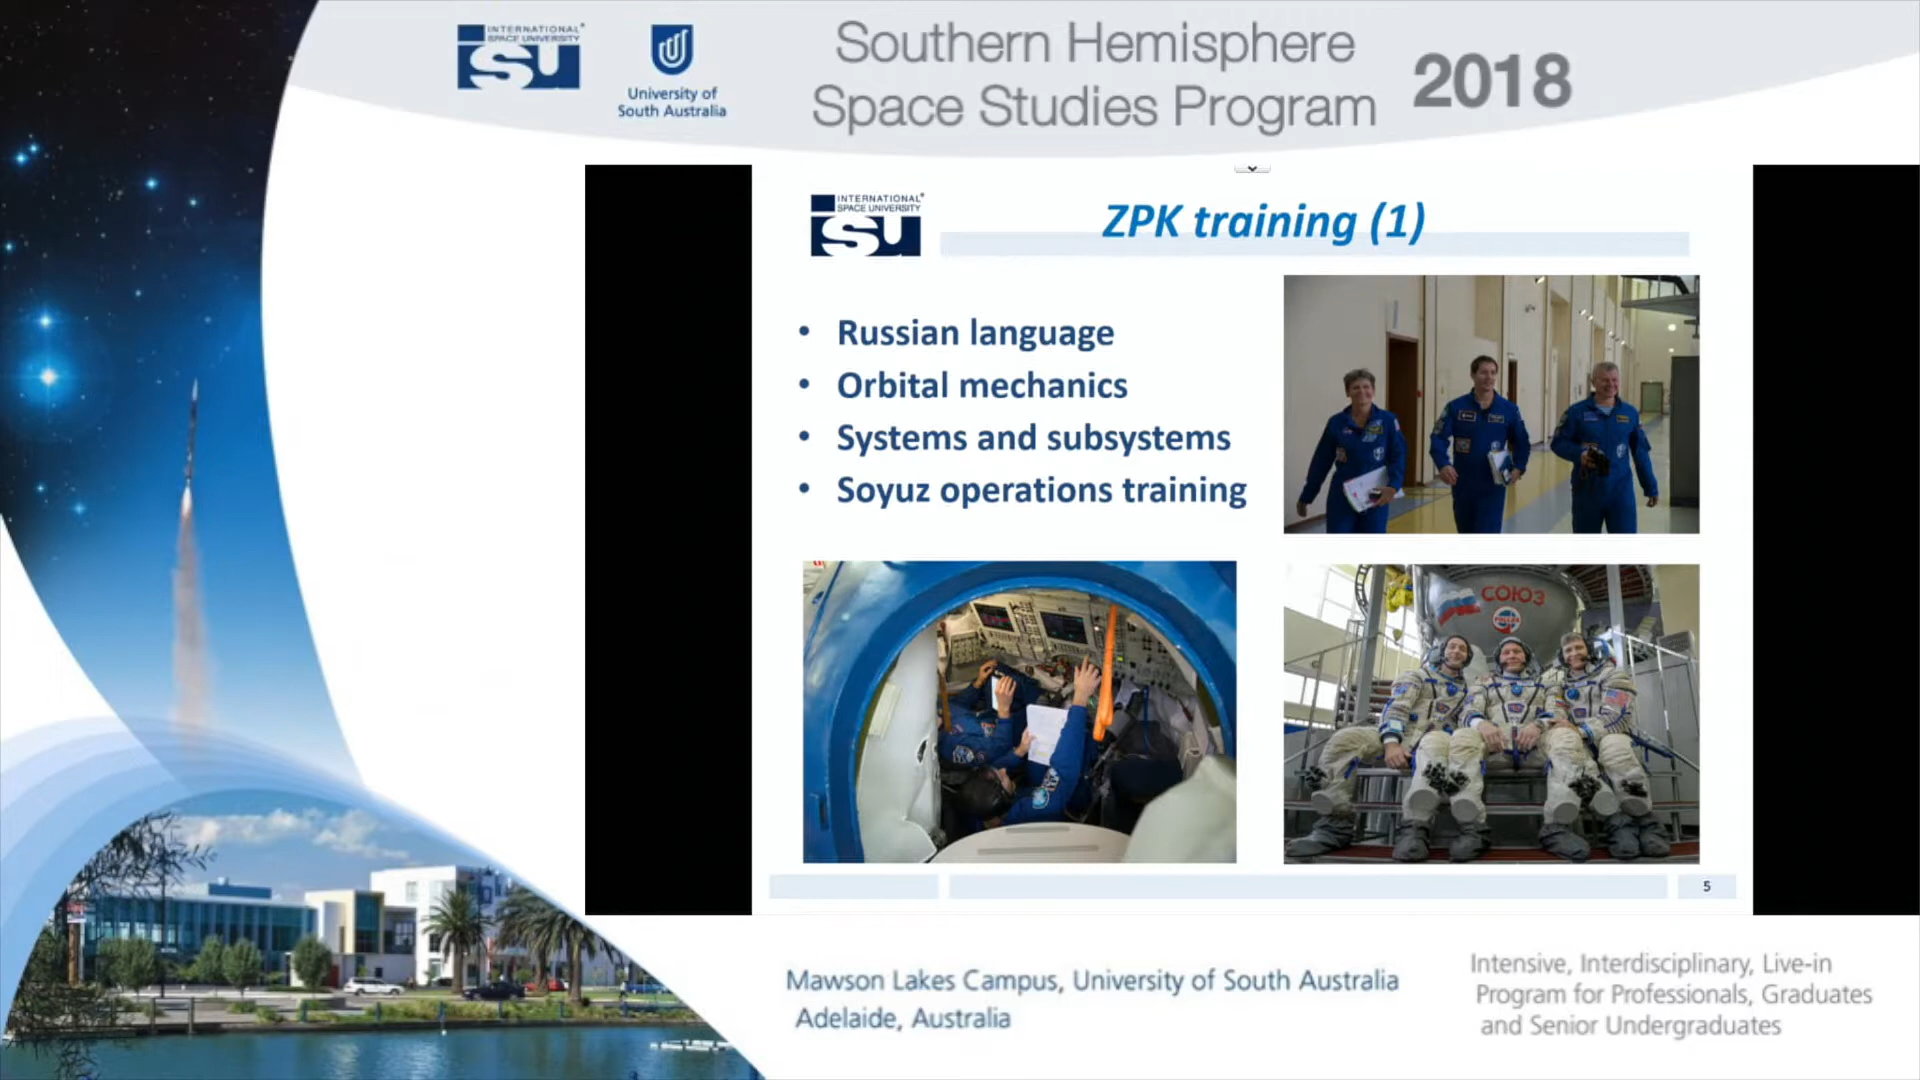 INTERNATIONAL
SPACE UNIVERSITY
ISU
University of
South Australia
Southern Hemisphere
Space Studies Program
2018
INTERNATIONAL
SPACE UNIVERSITY
ISU
ZPK training (1)
• Russian language
• Orbital mechanics
• Systems and subsystems
• Soyuz operations training
СОЮЗ
5
Mawson Lakes Campus, University of South Australia
Adelaide, Australia
Intensive, Interdisciplinary, Live-in
Program for Professionals, Graduates
and Senior Undergraduates